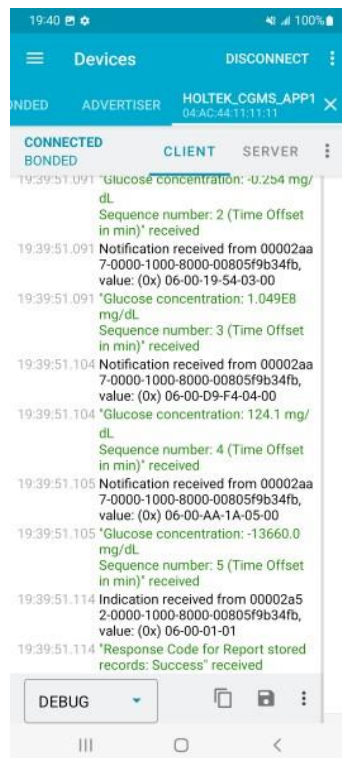 19:40 100%
Devices DISCONNECT
ONDED ADVERTISER HOLTEK_CGMS_APP1
04:AC:44:11:11:11
CONNECTED
BONDED CLIENT SERVER
19:39:51.091 "Glucose concentration: -0.254 mg/
dL
Sequence number: 2 (Time Offset
in min)" received
19:39:51.091 Notification received from 00002aa
7-0000-1000-8000-00805f9b34fb,
value: (0x) 06-00-19-54-03-00
19:39:51.091 "Glucose concentration: 1.049E8
mg/dL
Sequence number: 3 (Time Offset
in min)" received
19:39:51.104 Notification received from 00002aa
7-0000-1000-8000-00805f9b34fb,
value: (0x) 06-00-D9-F4-04-00
19:39:51.104 "Glucose concentration: 124.1 mg/
dL
Sequence number: 4 (Time Offset
in min)" received
19:39:51.105 Notification received from 00002aa
7-0000-1000-8000-00805f9b34fb,
value: (0x) 06-00-AA-1A-05-00
19:39:51.105 "Glucose concentration: -13660.0
mg/dL
Sequence number: 5 (Time Offset
in min)" received
19:39:51.114 Indication received from 00002a5
2-0000-1000-8000-00805f9b34fb,
value: (0x) 06-00-01-01
19:39:51.114 "Response Code for Report stored
records: Success" received
DEBUG